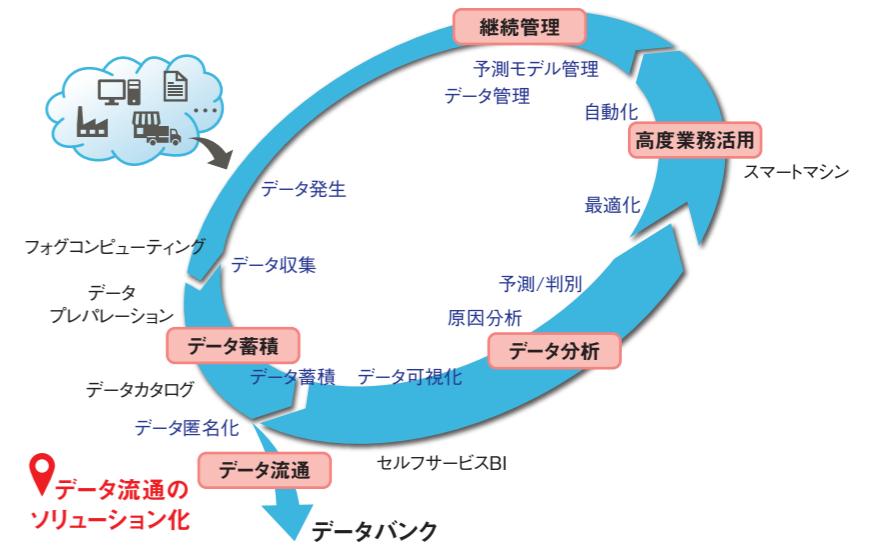 継続管理
予測モデル管理
データ管理
自動化
高度業務活用
スマートマシン
データ発生
最適化
フォグコンピューティング
データ収集
データ
プレパレーション
予測/判別
原因分析
データ蓄積
データ分析
データカタログ
データ蓄積
データ可視化
データ匿名化
データ流通
セルフサービスBI
データ流通の
ソリューション化
データバンク